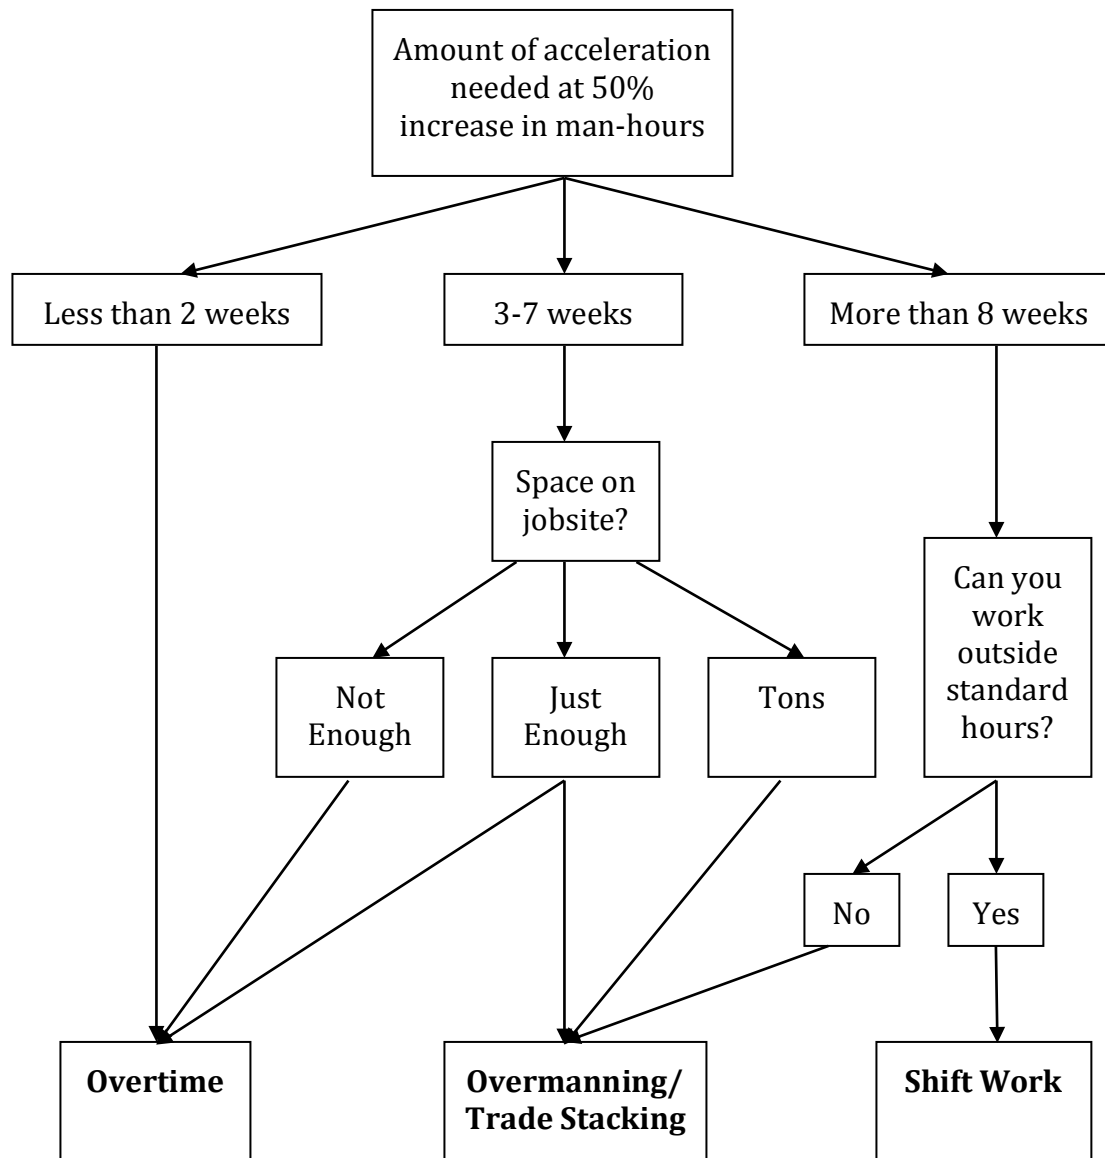 Amount of acceleration
needed at 50%
increase in man-hours
Less than 2 weeks
3-7 weeks
More than 8 weeks
Space on
jobsite?
Can you
work
outside
standard
hours?
Not
Enough
Just
Enough
Tons
No
Yes
Overtime
Overmanning/
Trade Stacking
Shift Work